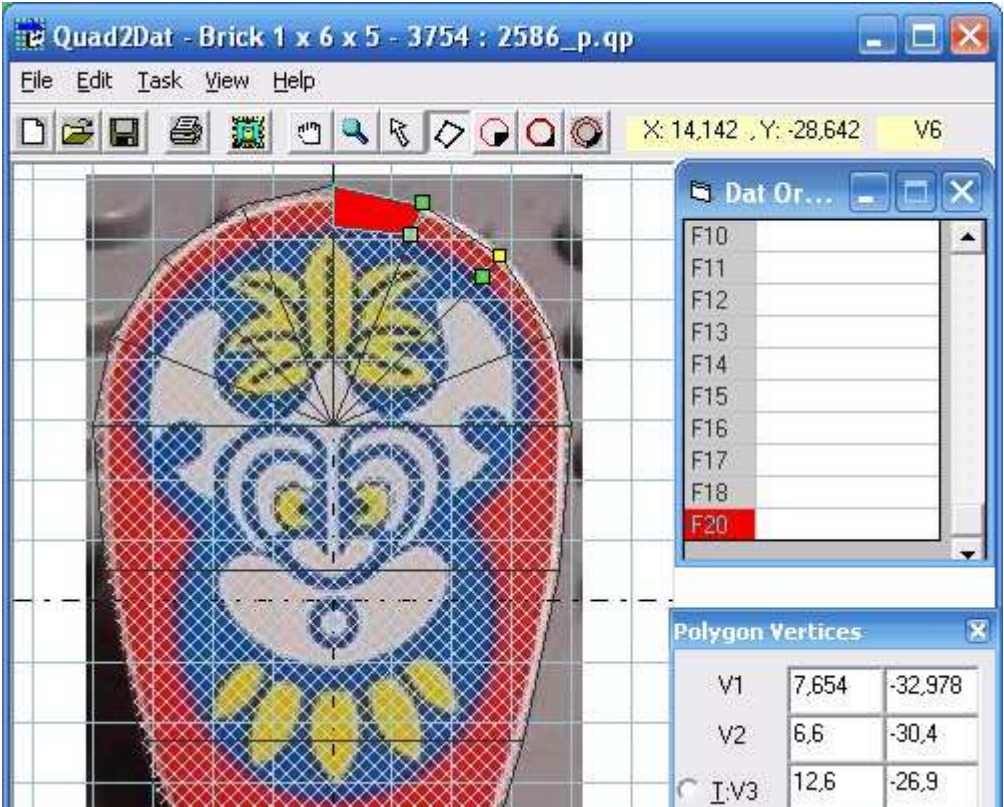 Quad2Dat - Brick 1 x 6 x 5 - 3754 : 2586_p.qp
File Edit Task View Help
X: 14,142 , Y: -28,642 V6
Dat Or...
F10
F11
F12
F13
F14
F15
F16
F17
F18
F20
Polygon Vertices
V1 7,654 -32,978
V2 6,6 -30,4
T:V3 12,6 -26,9